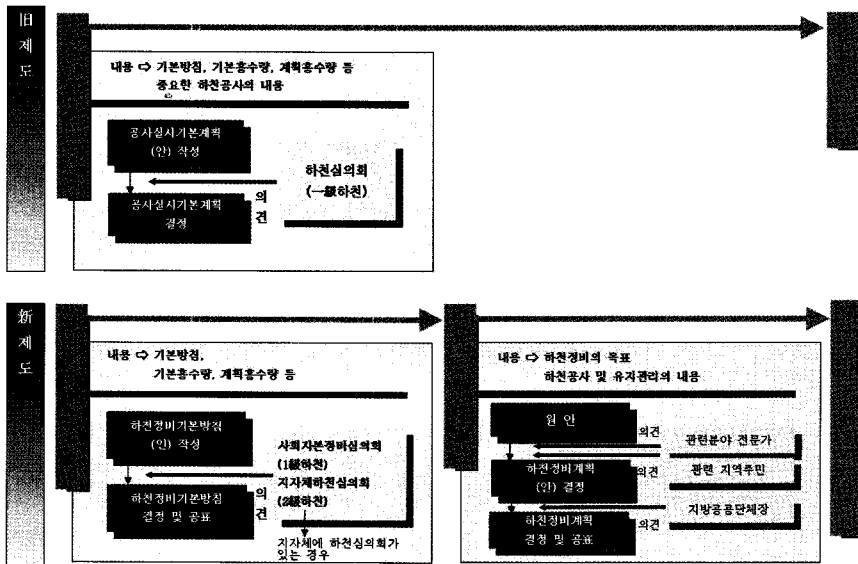 旧
제
도
내용 ⇨ 기본방침, 기본홍수량, 계획홍수량 등
중요한 하천공사의 내용
공사실시기본계획
(안) 작성
하천심의회
(一級하천)
의
견
공사실시기본계획
결정
新
제
도
내용 ⇨ 기본방침,
기본홍수량, 계획홍수량 등
하천정비기본방침
(안) 작성
사회자본정비심의회
(1級하천)
지자체하천심의회
(2級하천)
의
견
하천정비기본방침
결정 및 공표
지자체에 하천심의회가
있는 경우
내용 ⇨ 하천정비의 목표
하천공사 및 유지관리의 내용
원 안
의견
관련분야 전문가
하천정비계획
(안) 결정
의견
관련 지역주민
지방공공단체장
하천정비계획
결정 및 공표
의견